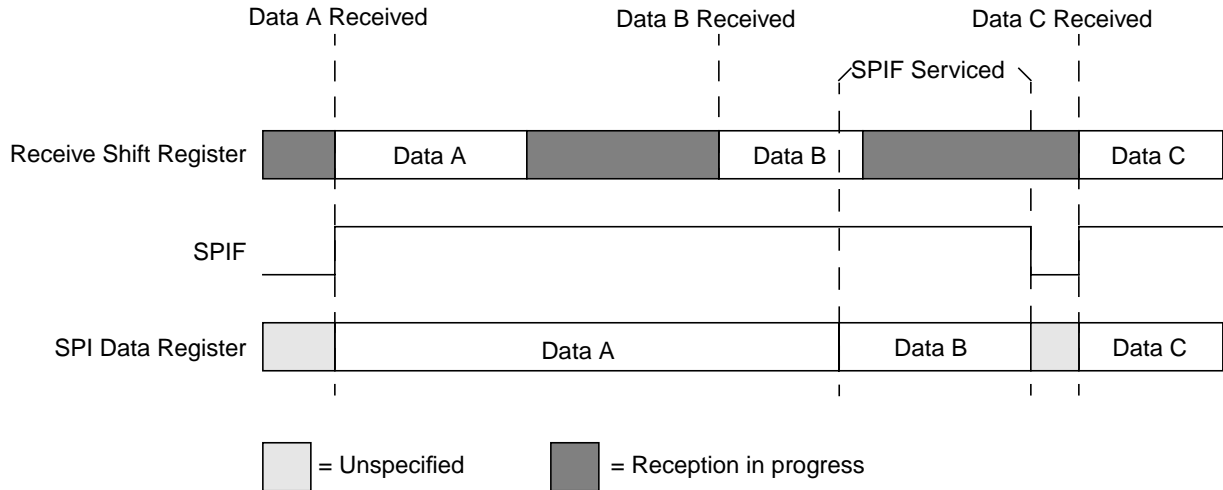 Data A Received
Data B Received
Data C Received
SPIF Serviced
Receive Shift Register
Data A
Data B
Data C
SPIF
SPI Data Register
Data A
Data B
Data C
= Unspecified
= Reception in progress